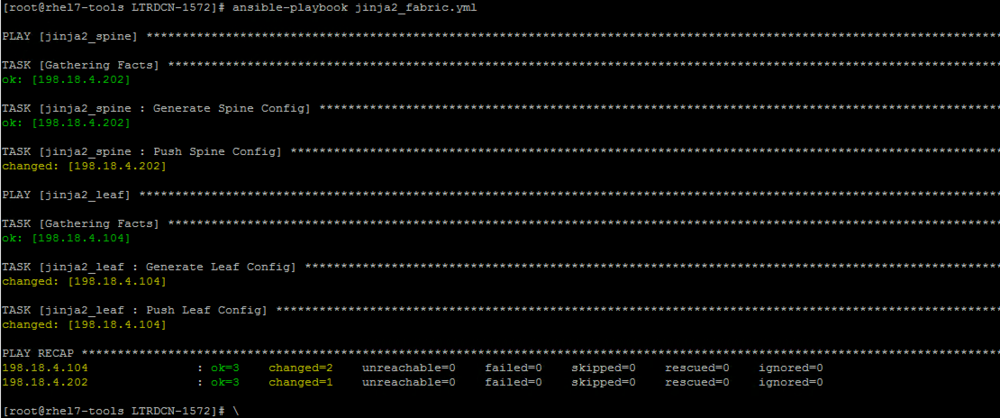 [root@rhel7-tools LTRDCN-1572]# ansible-playbook jinja2_fabric.yml
PLAY [jinja2_spine] ************************************************************************************************************************
TASK [Gathering Facts] *********************************************************************************************************************
ok: [198.18.4.202]
TASK [jinja2_spine : Generate Spine Config] ************************************************************************************************
ok: [198.18.4.202]
TASK [jinja2_spine : Push Spine Config] ****************************************************************************************************
changed: [198.18.4.202]
PLAY [jinja2_leaf] *************************************************************************************************************************
TASK [Gathering Facts] *********************************************************************************************************************
ok: [198.18.4.104]
TASK [jinja2_leaf : Generate Leaf Config] **************************************************************************************************
changed: [198.18.4.104]
TASK [jinja2_leaf : Push Leaf Config] ******************************************************************************************************
changed: [198.18.4.104]
PLAY RECAP *********************************************************************************************************************************
198.18.4.104               : ok=3    changed=2    unreachable=0    failed=0    skipped=0    rescued=0    ignored=0
198.18.4.202               : ok=3    changed=1    unreachable=0    failed=0    skipped=0    rescued=0    ignored=0
[root@rhel7-tools LTRDCN-1572]# \